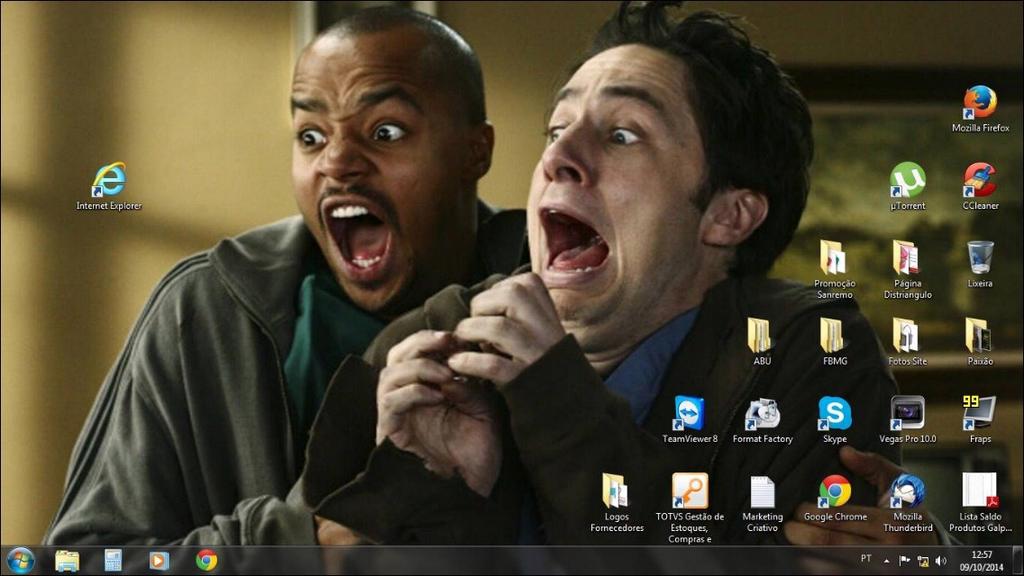 Mozilla Firefox
Internet Explorer
µTorrent
CCleaner
Promoção
Sanremo
Página
Distriangulo
Lixeira
ABU
FBMG
Fotos Site
Paixão
99
TeamViewer 8
Format Factory
Skype
Vegas Pro 10.0
Fraps
Logos
Fornecedores
TOTVS Gestão de
Estoques,
Compras e
Marketing
Criativo
Google Chrome
Mozilla
Thunderbird
Lista Saldo
Produtos Galp...
PT
12:57
09/10/2014